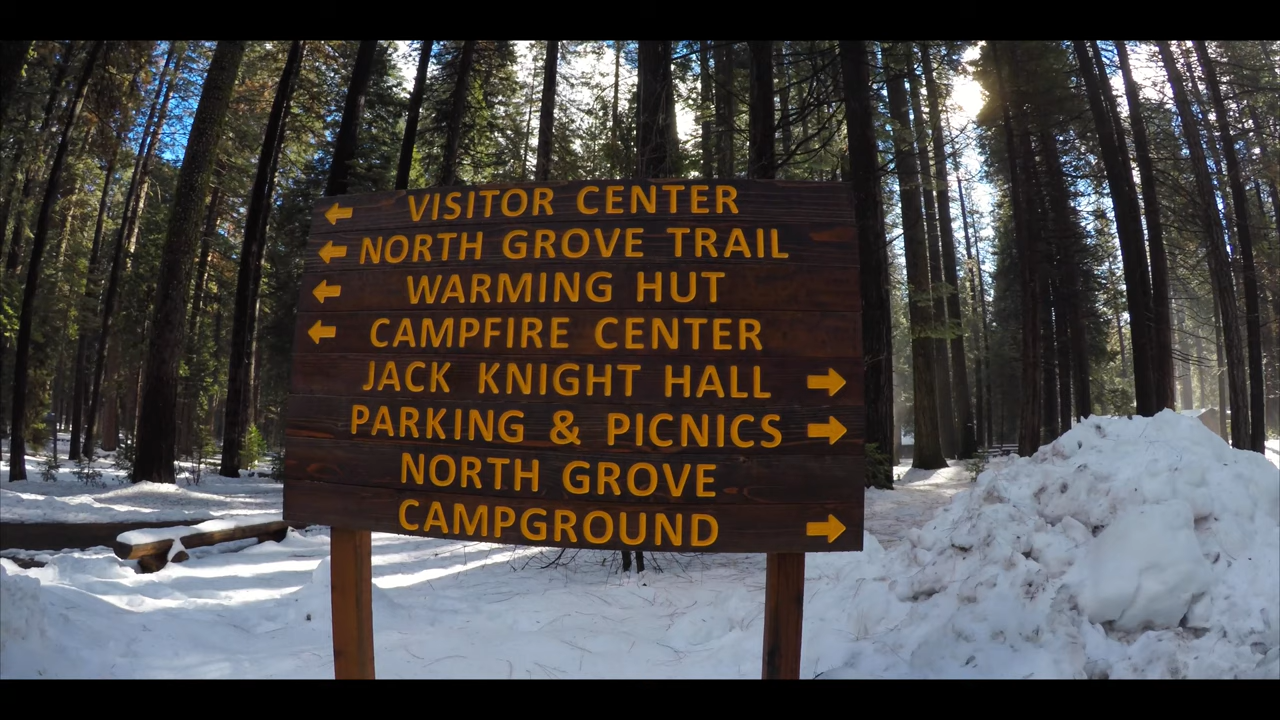 VISITOR CENTER
NORTH GROVE TRAIL
WARMING HUT
CAMPFIRE CENTER
JACK KNIGHT HALL
PARKING & PICNICS
NORTH GROVE
CAMPGROUND